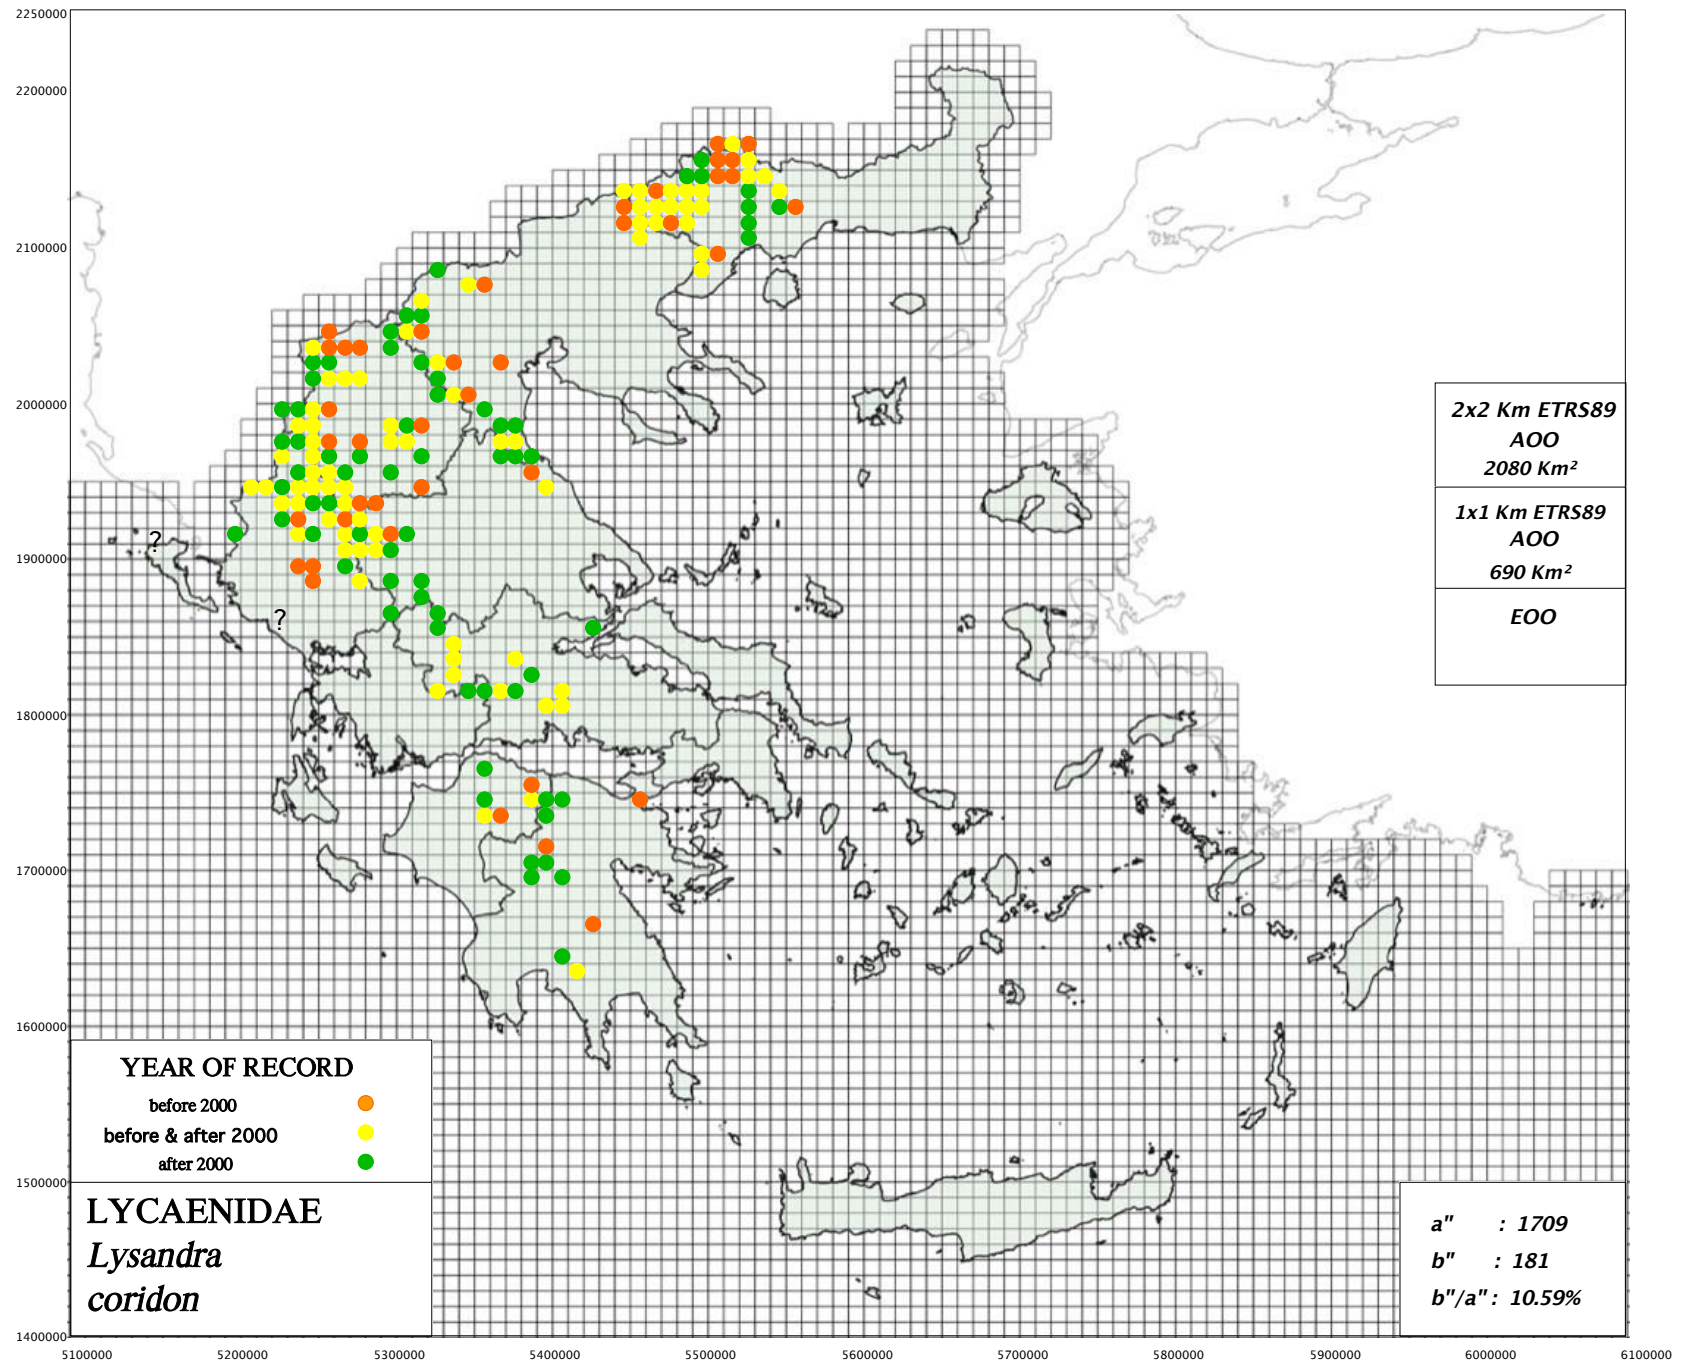 2250000
2200000
2100000
2000000
1900000
1800000
1700000
1600000
1500000
1400000
?
?
2x2 Km ETRS89
AOO
2080 Km²
1x1 Km ETRS89
AOO
690 Km²
EOO
YEAR OF RECORD
before 2000
before & after 2000
after 2000
LYCAENIDAE
Lysandra
coridon
a" : 1709
b" : 181
b"/a" : 10.59%
5100000 5200000 5300000 5400000 5500000 5600000 5700000 5800000 5900000 6000000 6100000